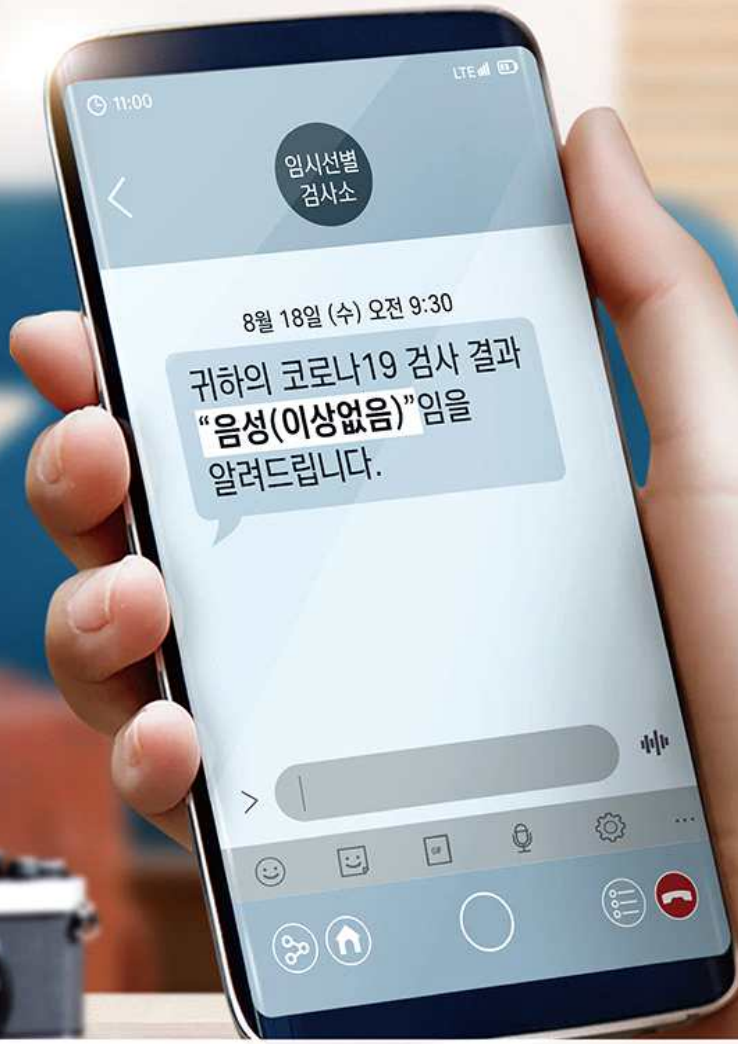 11:00
LTE
임시선별
검사소
8월 18일 (수) 오전 9:30
귀하의 코로나19 검사 결과
“음성(이상없음)”임을
알려드립니다.